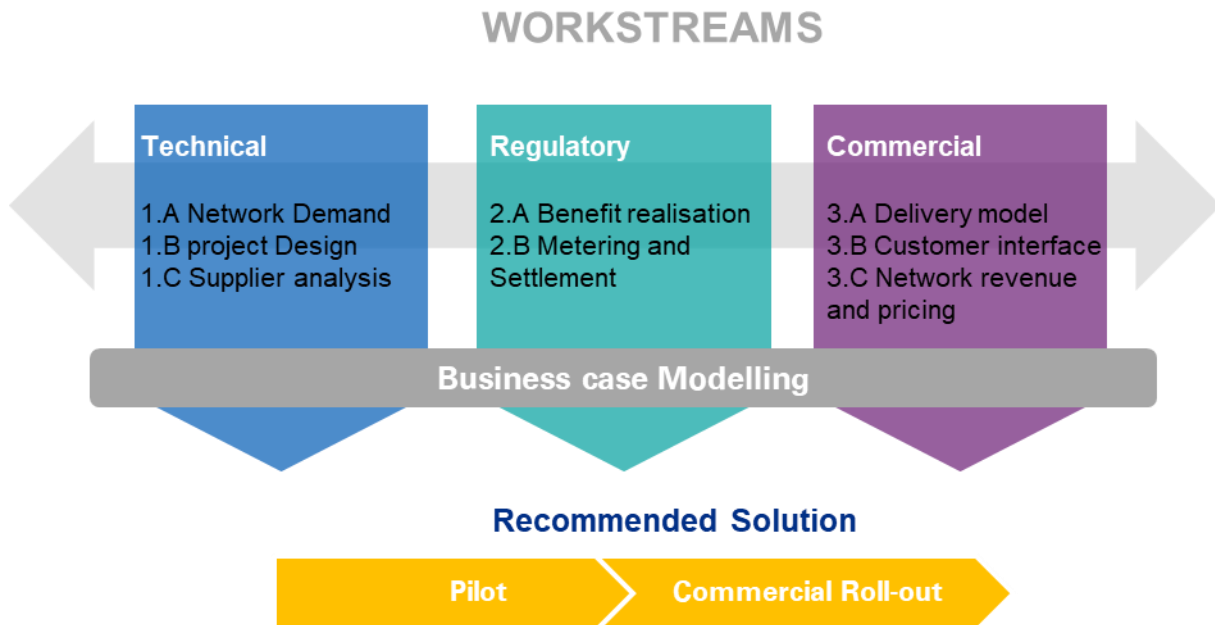 WORKSTREAMS
Technical
1.A Network Demand
1.B project Design
1.C Supplier analysis
Regulatory
2.A Benefit realisation
2.B Metering and
Settlement
Commercial
3.A Delivery model
3.B Customer interface
3.C Network revenue
and pricing
Business case Modelling
Recommended Solution
Pilot
Commercial Roll-out